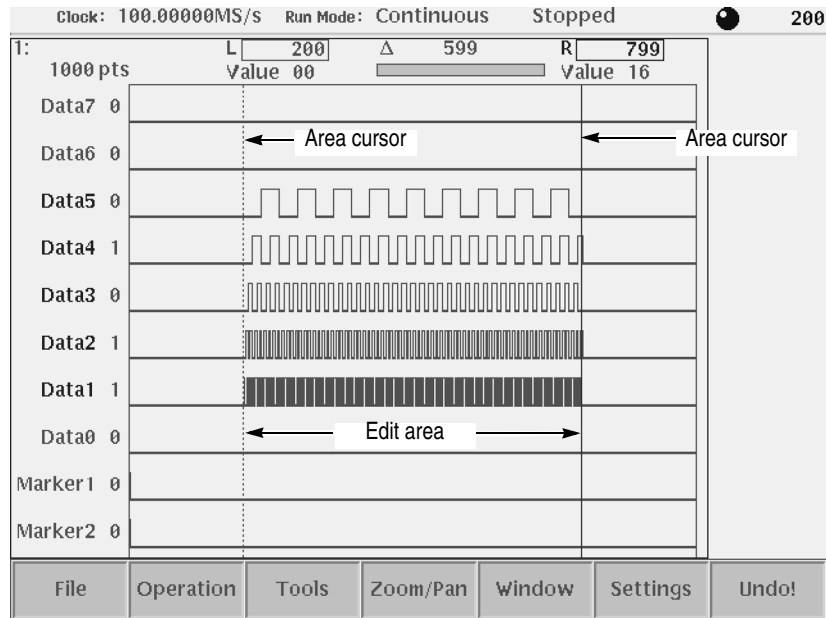 Clock: 100.00000MS/s Run Mode: Continuous Stopped 200
1: L 200 Δ 599 R 799
1000 pts Value 00 Value 16
Data7 0
Area cursor Area cursor
Data6 0
Data5 0
Data4 1
Data3 0
Data2 1
Data1 1
Data0 0 Edit area
Marker1 0
Marker2 0
File Operation Tools Zoom/Pan Window Settings Undo!